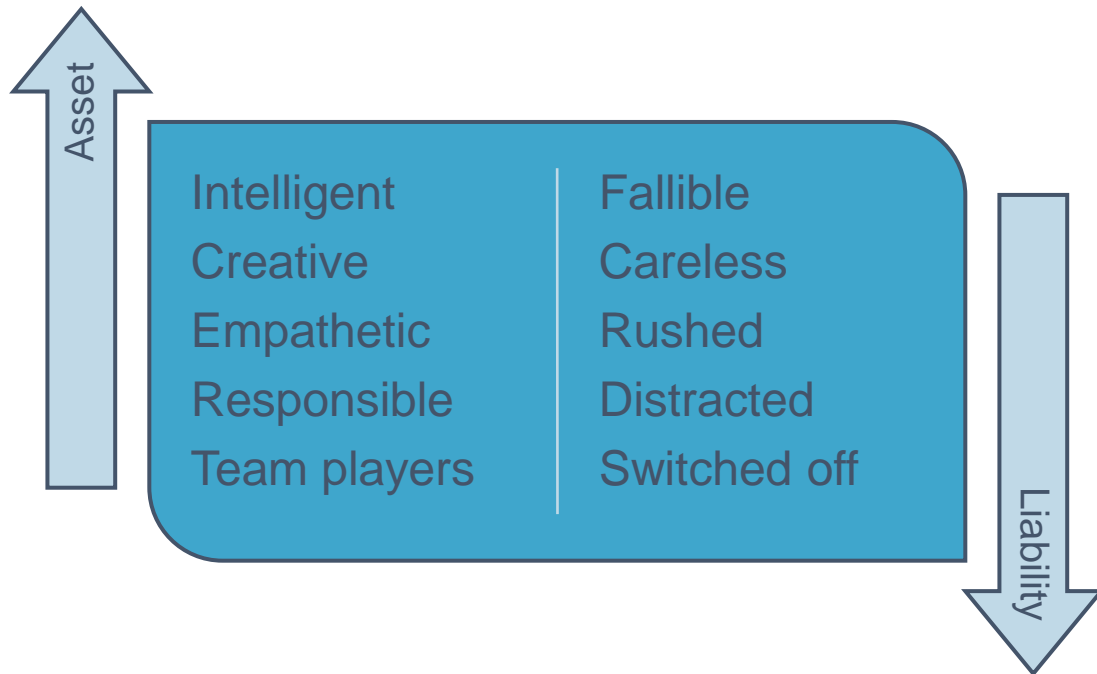 Asset
Intelligent
Creative
Empathetic
Responsible
Team players
Fallible
Careless
Rushed
Distracted
Switched off
Liability